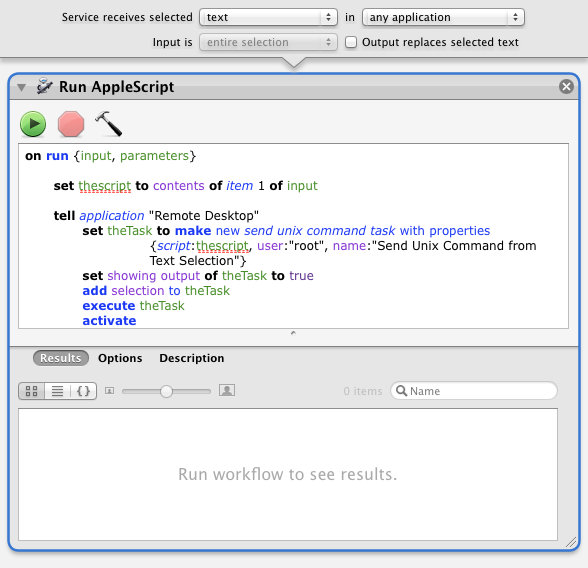 Service receives selected text in any application
Input is entire selection Output replaces selected text
Run AppleScript
on run {input, parameters}
set thescript to contents of item 1 of input
tell application "Remote Desktop"
set theTask to make new send unix command task with properties
{script:thescript, user:"root", name:"Send Unix Command from
Text Selection"}
set showing output of theTask to true
add selection to theTask
execute theTask
activate
Results Options Description
{} 0 items Name
Run workflow to see results.